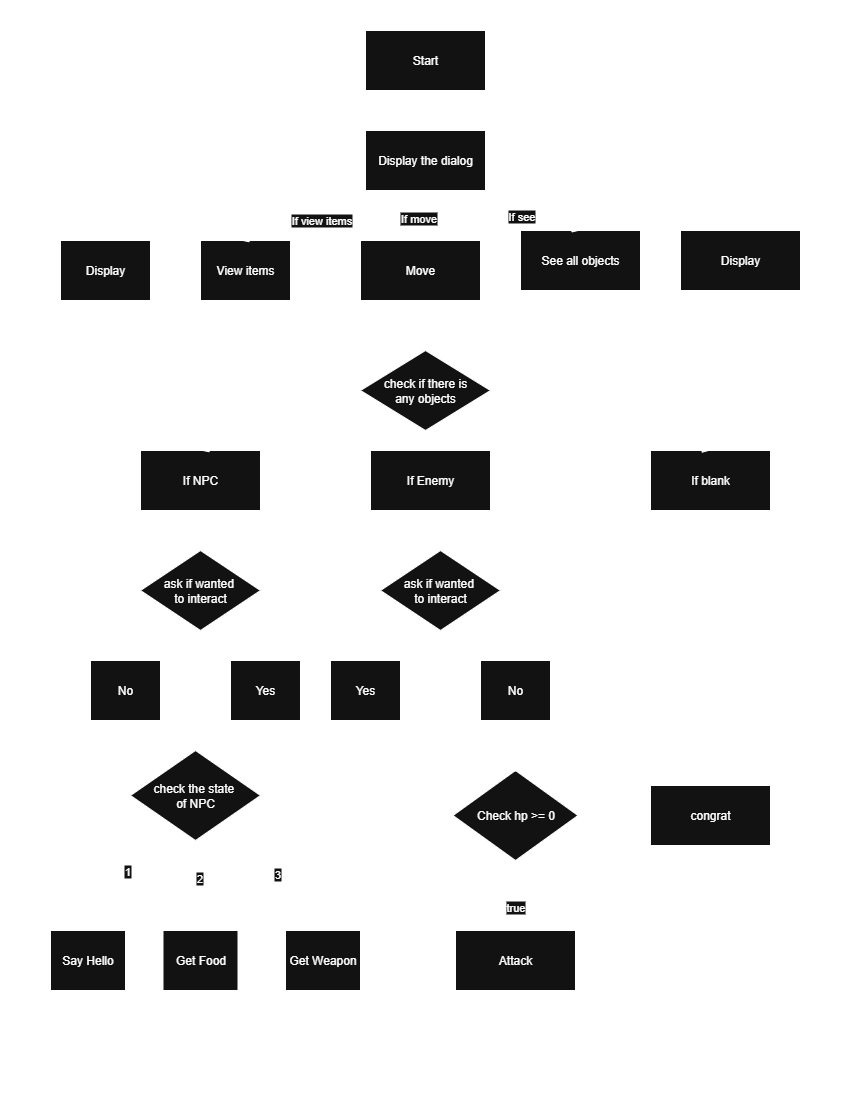 Start
Display the dialog
If view items
If move
If see
Display
View items
Move
See all objects
Display
check if there is
any objects
If NPC
If Enemy
If blank
ask if wanted
to interact
ask if wanted
to interact
No
Yes
Yes
No
check the state
of NPC
Check hp >= 0
congrat
1
2
3
true
Say Hello
Get Food
Get Weapon
Attack